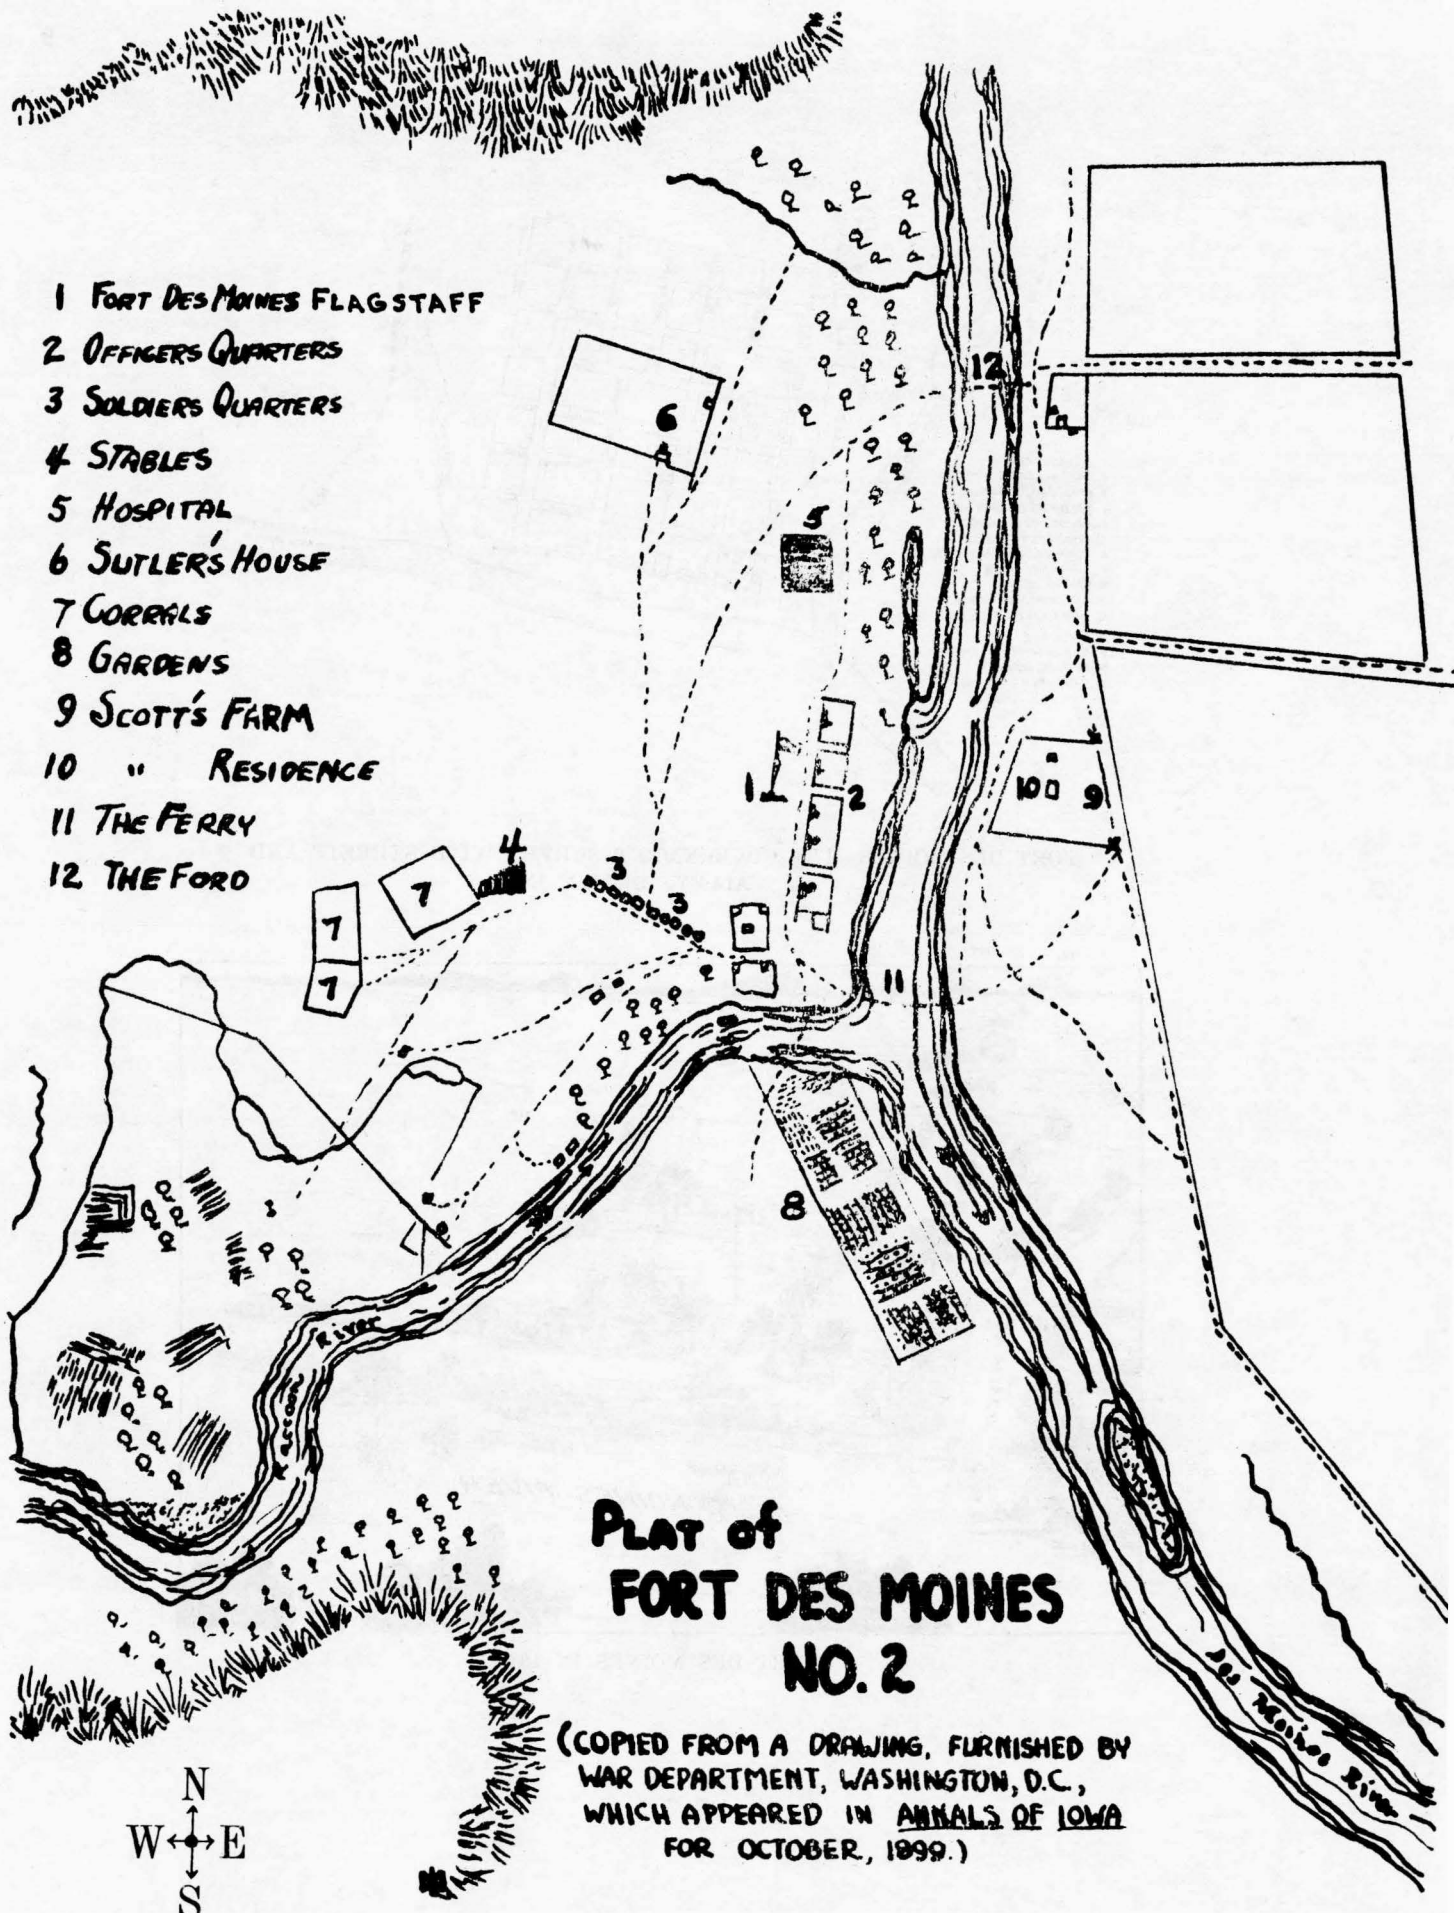 1 FORT DES MOINES FLAGSTAFF
2 OFFICERS QUARTERS
3 SOLDIERS QUARTERS
4 STABLES
5 HOSPITAL
6 SUTLER'S HOUSE
7 CORRALS
8 GARDENS
9 SCOTT'S FARM
10 " RESIDENCE
11 THE FERRY
12 THE FORD
12
6
5
1
2
10
9
4
3
3
7
7
7
11
8
Racoon River
PLAT of
FORT DES MOINES
NO. 2
Des Moines River
(COPIED FROM A DRAWING, FURNISHED BY
WAR DEPARTMENT, WASHINGTON, D.C.,
WHICH APPEARED IN ANNALS OF IOWA
FOR OCTOBER, 1899.)
N
W E
S